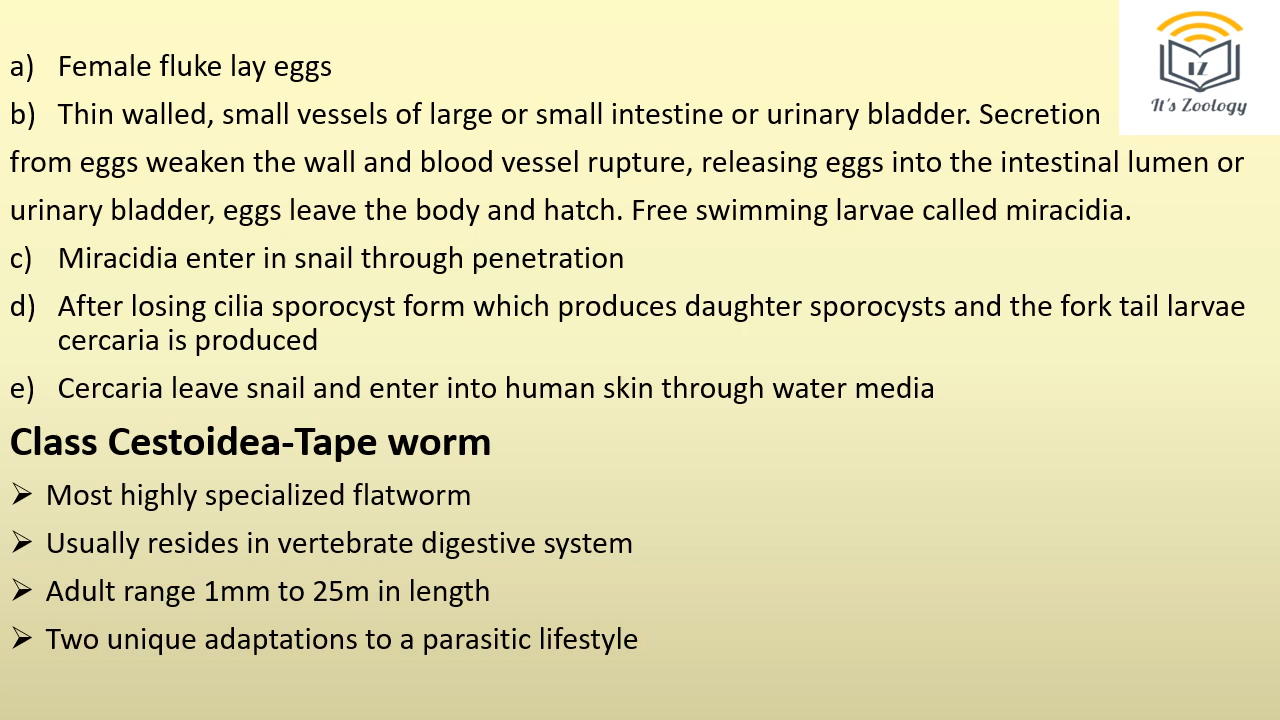 a) Female fluke lay eggs
b) Thin walled, small vessels of large or small intestine or urinary bladder. Secretion
from eggs weaken the wall and blood vessel rupture, releasing eggs into the intestinal lumen or
urinary bladder, eggs leave the body and hatch. Free swimming larvae called miracidia.
c) Miracidia enter in snail through penetration
d) After losing cilia sporocyst form which produces daughter sporocysts and the fork tail larvae
cercaria is produced
e) Cercaria leave snail and enter into human skin through water media
Class Cestoidea-Tape worm
➢ Most highly specialized flatworm
➢ Usually resides in vertebrate digestive system
➢ Adult range 1mm to 25m in length
➢ Two unique adaptations to a parasitic lifestyle
IZ
It's Zoology